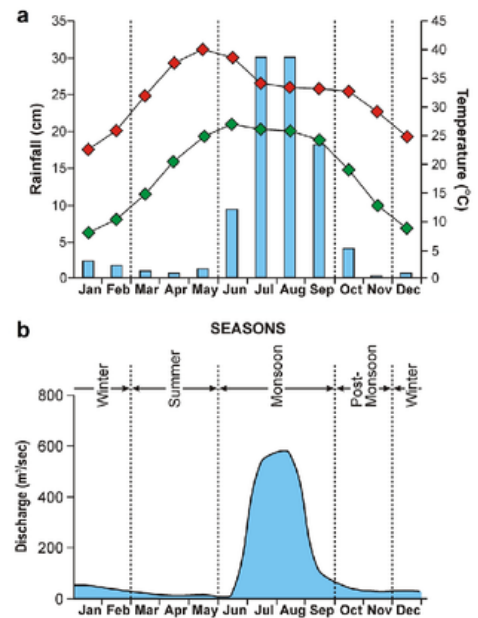 a
35 45
30 40
25 35
20 30
15 25
10 20
5 15
0 10
5
0
Rainfall (cm)
Temperature (°C)
Jan Feb Mar Apr May Jun Jul Aug Sep Oct Nov Dec
b
SEASONS
Winter Summer Monsoon Post-Monsoon Winter
800
600
400
200
0
Discharge (m³/sec)
Jan Feb Mar Apr May Jun Jul Aug Sep Oct Nov Dec